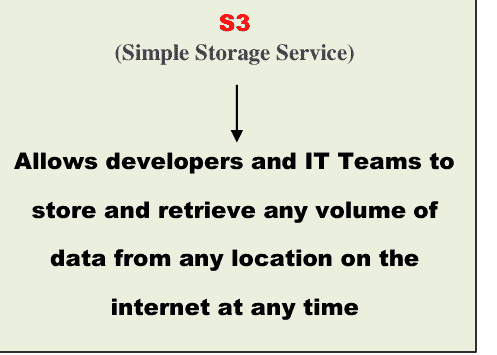 S3
(Simple Storage Service)
Allows developers and IT Teams to
store and retrieve any volume of
data from any location on the
internet at any time